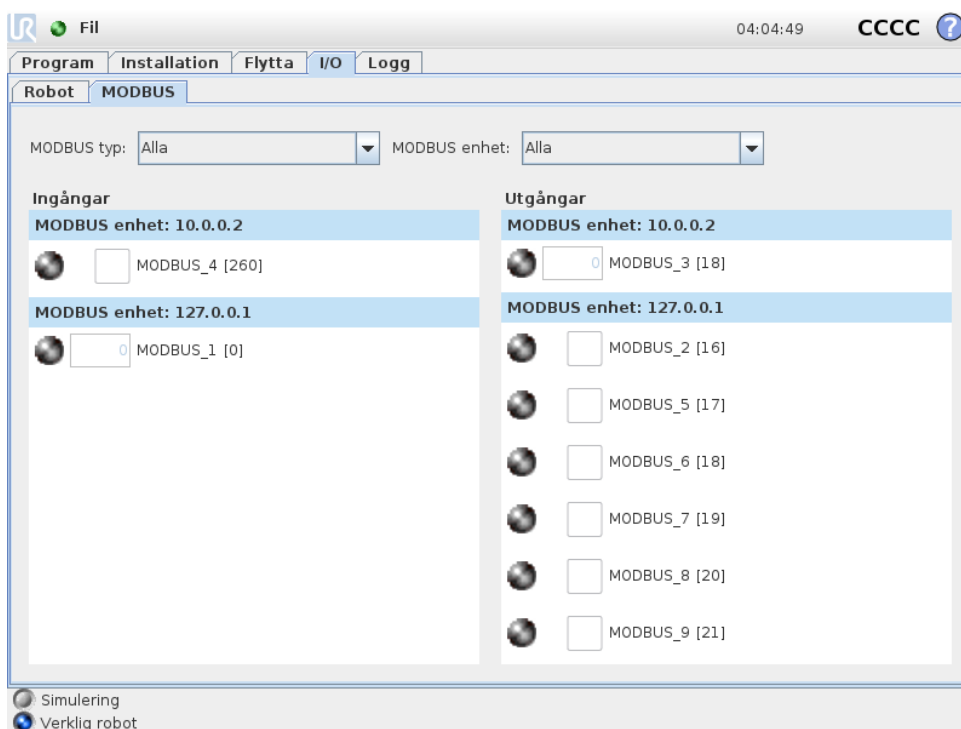 UR Fil 04:04:49 CCCC ?
Program Installation Flytta I/O Logg
Robot MODBUS
MODBUS typ: Alla MODBUS enhet: Alla
Ingångar
MODBUS enhet: 10.0.0.2
MODBUS_4 [260]
MODBUS enhet: 127.0.0.1
0 MODBUS_1 [0]
Utgångar
MODBUS enhet: 10.0.0.2
0 MODBUS_3 [18]
MODBUS enhet: 127.0.0.1
MODBUS_2 [16]
MODBUS_5 [17]
MODBUS_6 [18]
MODBUS_7 [19]
MODBUS_8 [20]
MODBUS_9 [21]
Simulering
Verklig robot